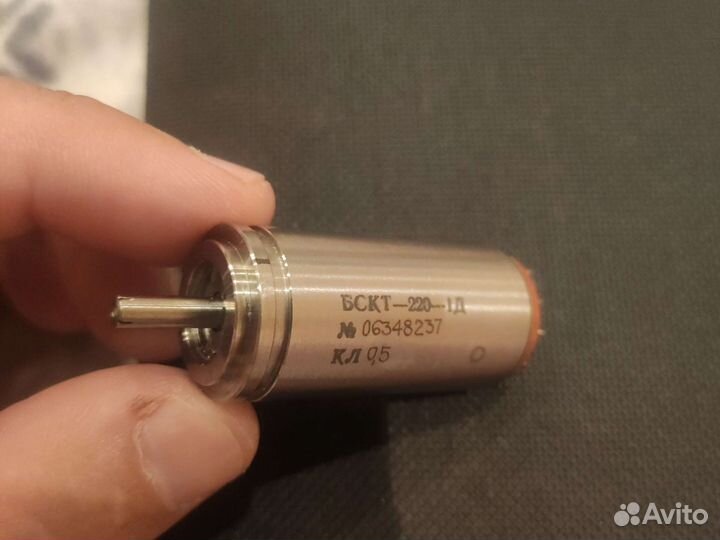 БСКТ-220-1Д
№ 06348237
КЛ 0,5
O
Avito